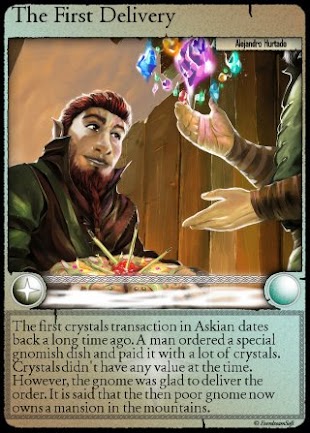 The First Delivery
Alejandro Hurtado
The first crystals transaction in Askian dates
back a long time ago. A man ordered a special
gnomish dish and paid it with a lot of crystals.
Crystals didn't have any value at the time.
However, the gnome was glad to deliver the
order. It is said that the then poor gnome now
owns a mansion in the mountains.